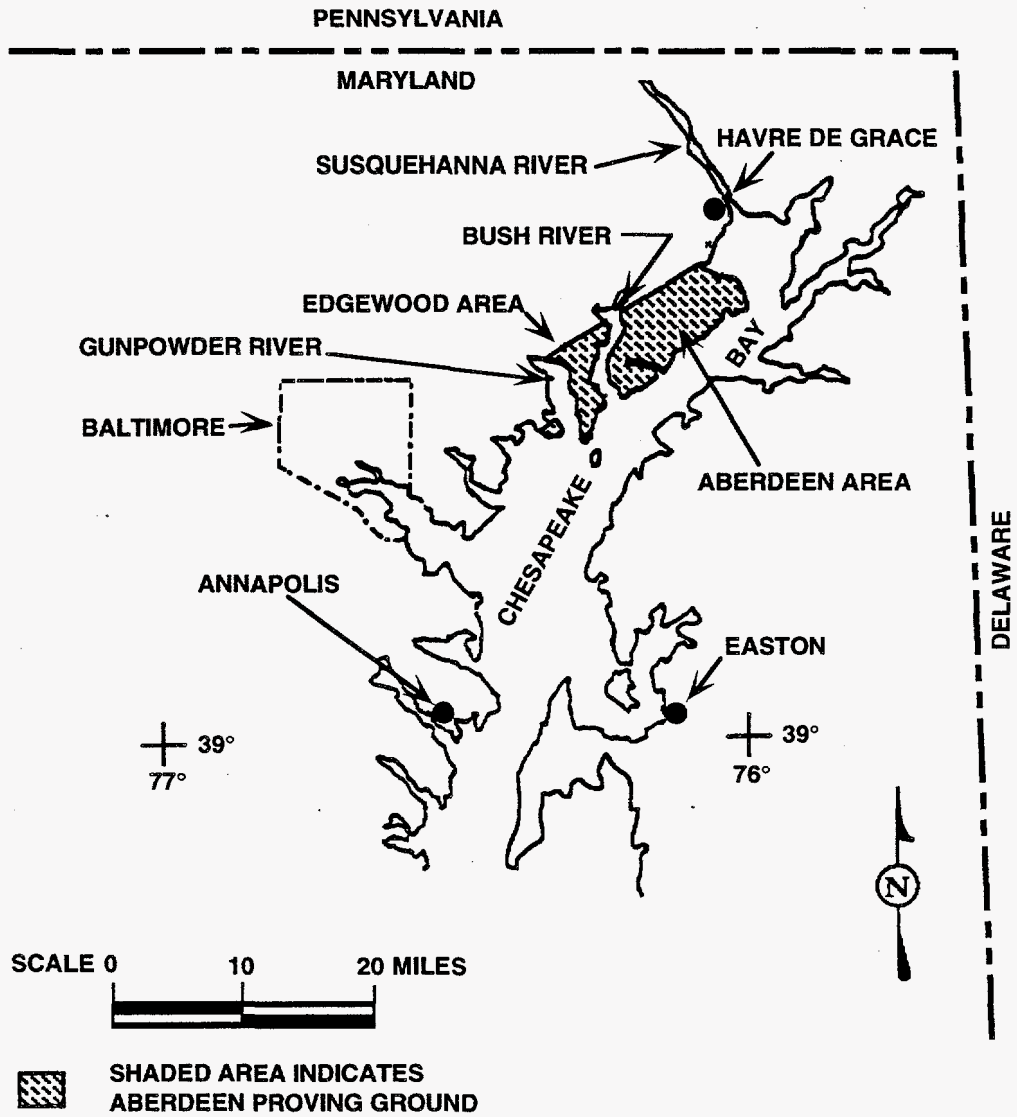 PENNSYLVANIA
MARYLAND
HAVRE DE GRACE
SUSQUEHANNA RIVER
BUSH RIVER
EDGEWOOD AREA
GUNPOWDER RIVER
BAY
BALTIMORE
ABERDEEN AREA
CHESAPEAKE
DELAWARE
ANNAPOLIS
EASTON
39°
77°
39°
76°
N
SCALE 0 10 20 MILES
SHADED AREA INDICATES
ABERDEEN PROVING GROUND